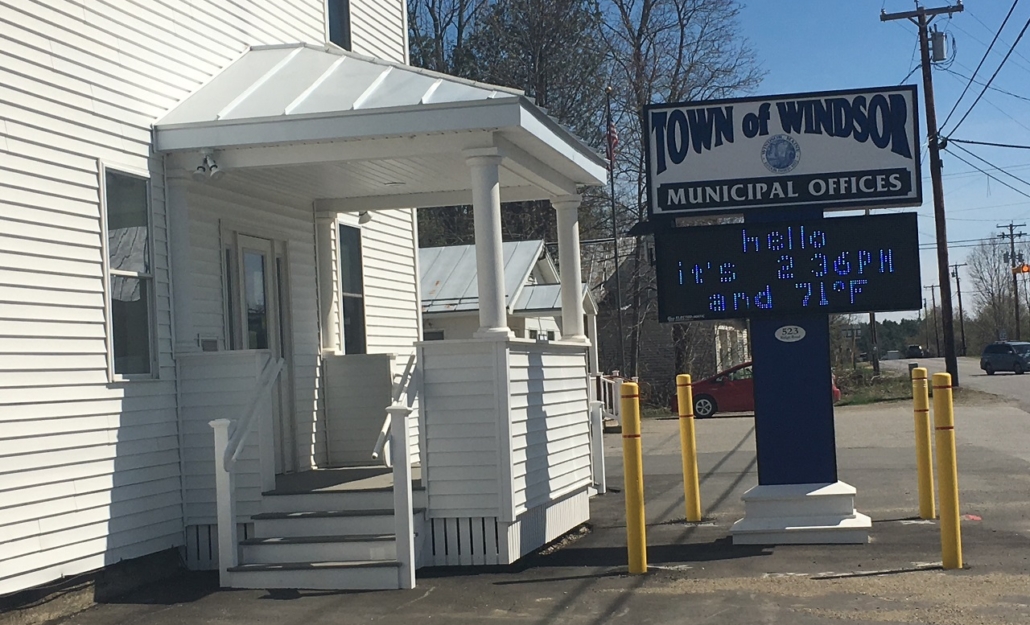 TOWN of WINDSOR
MUNICIPAL OFFICES
hello
it's 2 36PM
and 71°F
523